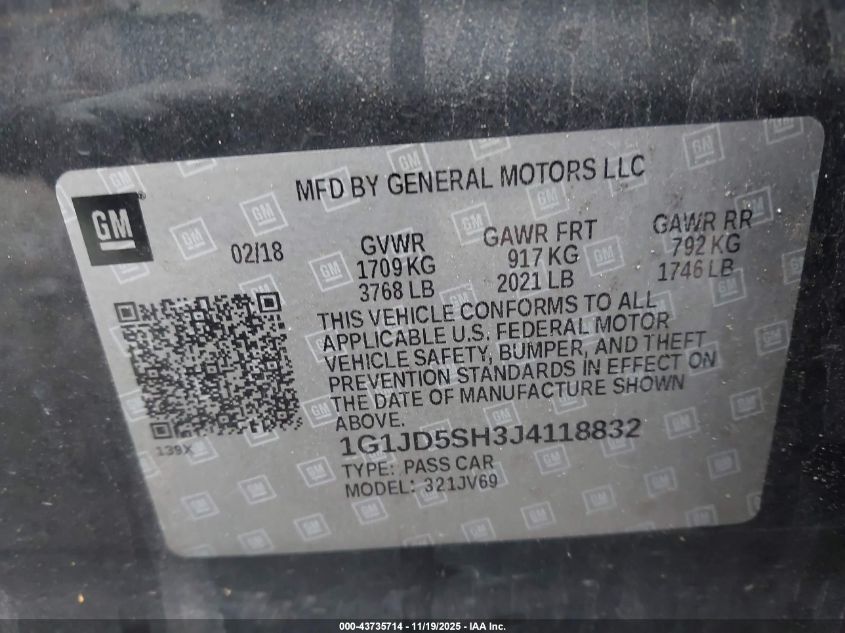 MFD BY GENERAL MOTORS LLC
GM
02/18
GVWR
1709 KG
3768 LB
GAWR FRT
917 KG
2021 LB
GAWR RR
792 KG
1746 LB
THIS VEHICLE CONFORMS TO ALL
APPLICABLE U.S. FEDERAL MOTOR
VEHICLE SAFETY, BUMPER, AND THEFT
PREVENTION STANDARDS IN EFFECT ON
THE DATE OF MANUFACTURE SHOWN
ABOVE.
139X
1G1JD5SH3J4118832
TYPE: PASS CAR
MODEL: 321JV69
000-43735714 - 11/19/2025 - IAA Inc.